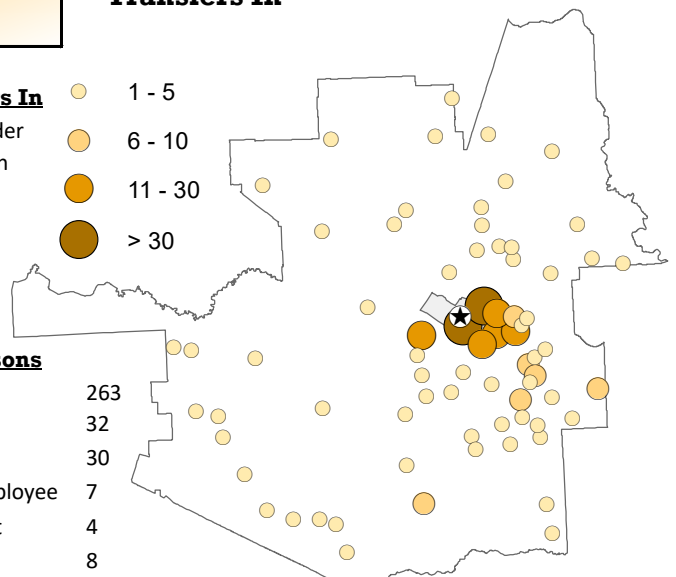 Transfers In
s In
der
1 - 5
6 - 10
11 - 30
> 30
sons
263
32
30
ployee 7
4
8